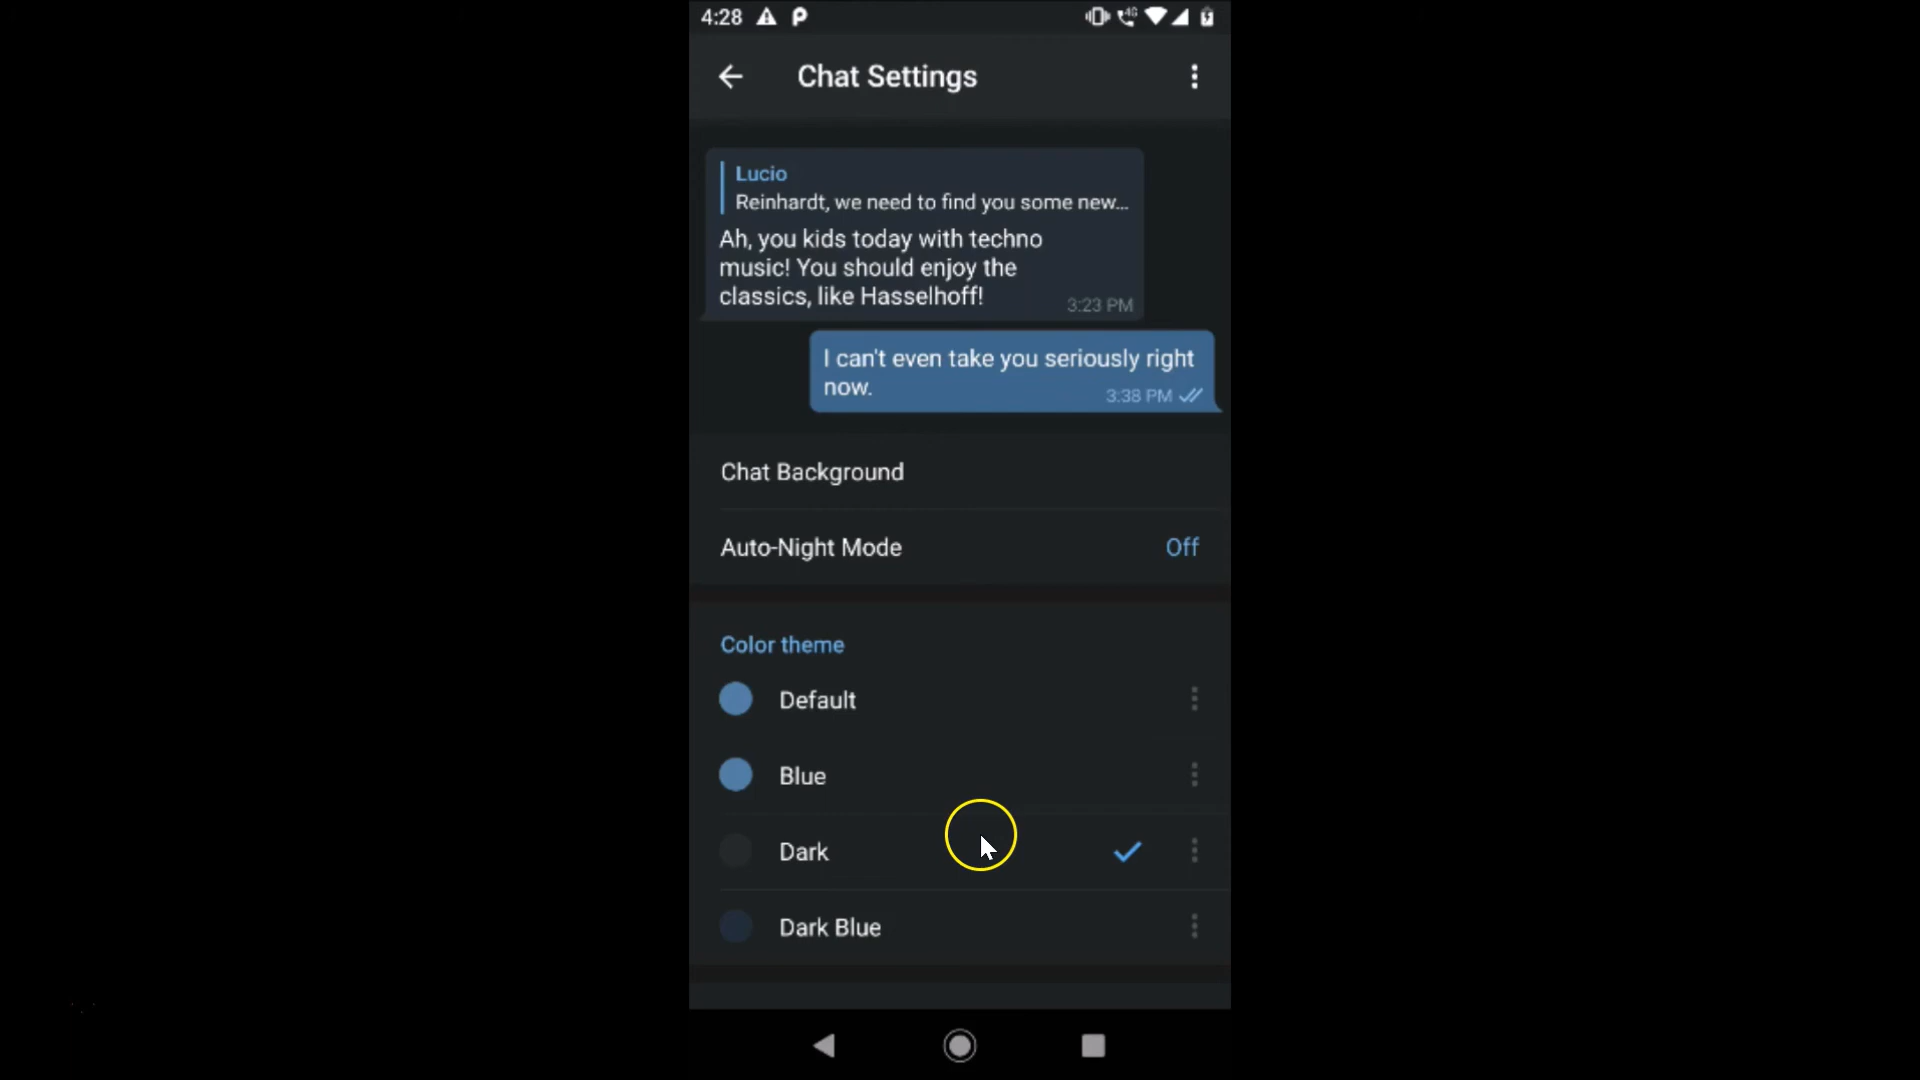 4:28
4G
Chat Settings
Lucio
Reinhardt, we need to find you some new...
Ah, you kids today with techno
music! You should enjoy the
classics, like Hasselhoff!
3:23 PM
I can't even take you seriously right
now.
3:38 PM
Chat Background
Auto-Night Mode
Off
Color theme
Default
Blue
Dark
Dark Blue